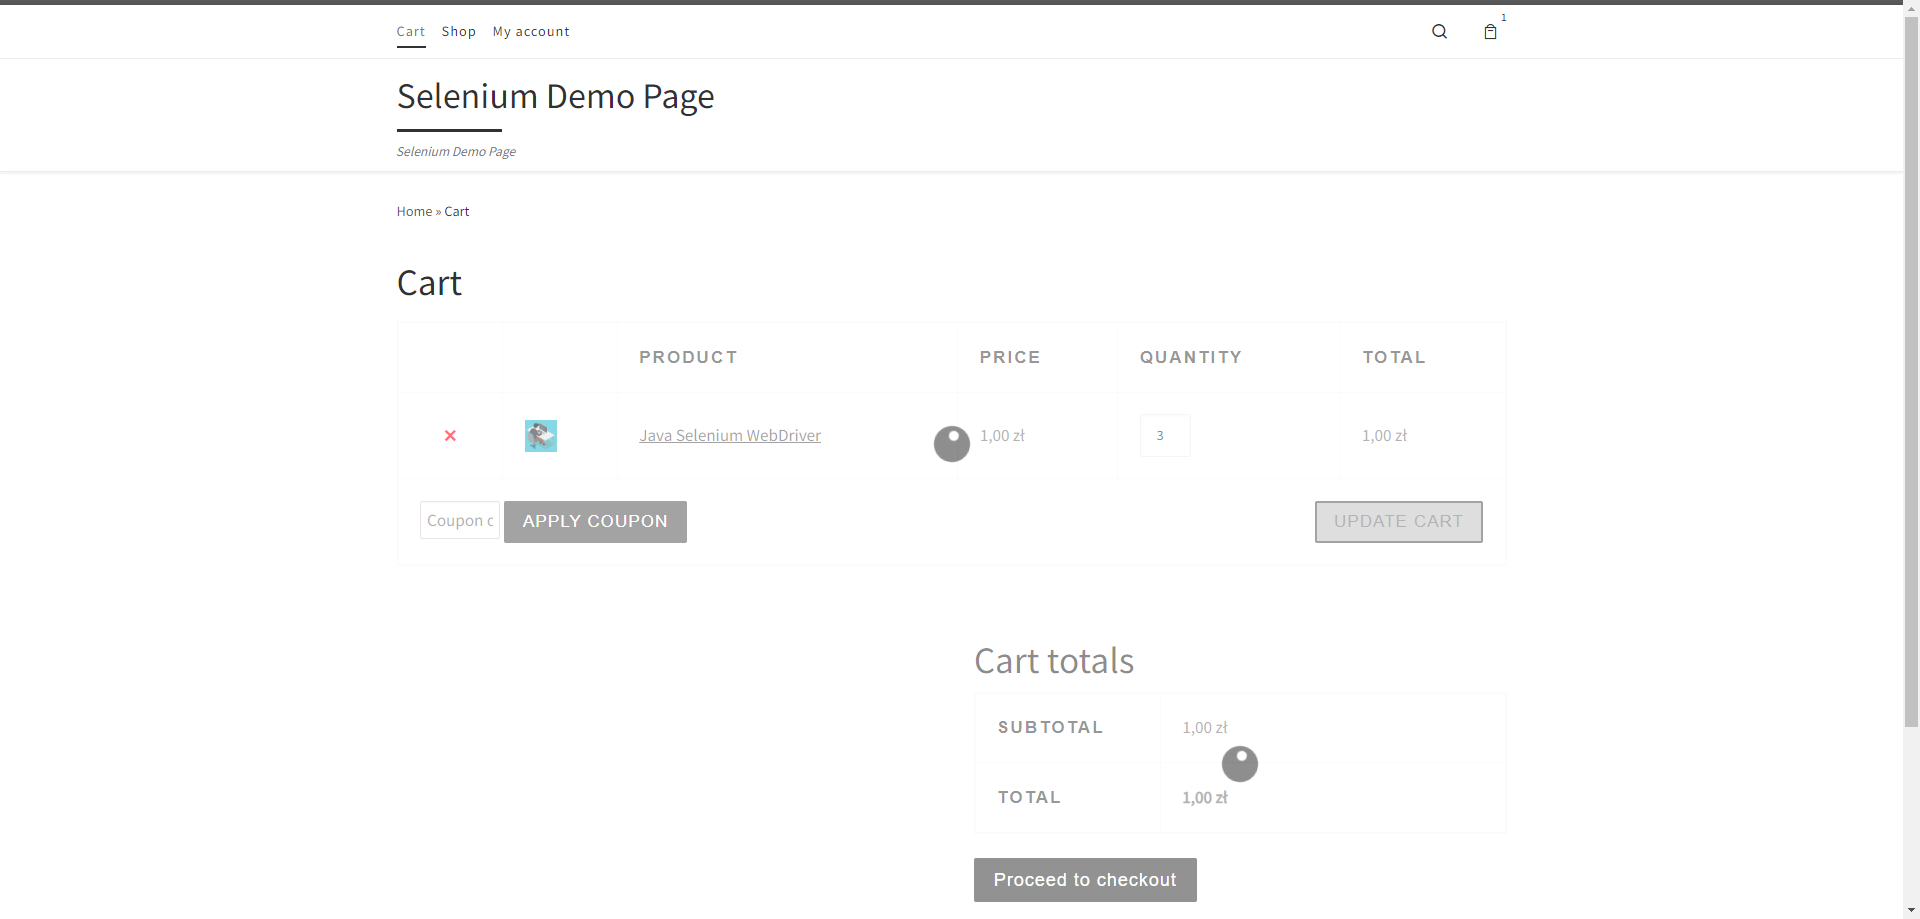 Cart Shop My account
1
Selenium Demo Page
Selenium Demo Page
Home » Cart
Cart
PRODUCT PRICE QUANTITY TOTAL
× Java Selenium WebDriver 1,00 zł 3 1,00 zł
Coupon c APPLY COUPON UPDATE CART
Cart totals
SUBTOTAL 1,00 zł
TOTAL 1,00 zł
Proceed to checkout